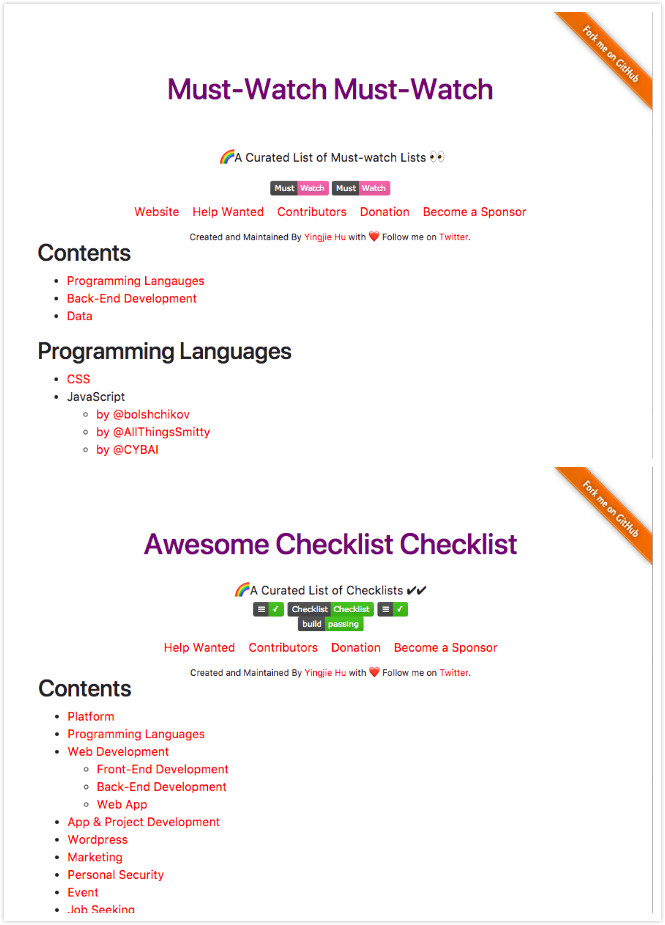 Fork me on GitHub
Must-Watch Must-Watch
🌈A Curated List of Must-watch Lists 👀
Must Watch Must Watch
Website Help Wanted Contributors Donation Become a Sponsor
Created and Maintained By Yingjie Hu with ❤️ Follow me on Twitter.
Contents
• Programming Langauges
• Back-End Development
• Data
Programming Languages
• CSS
• JavaScript
◦ by @bolshchikov
◦ by @AllThingsSmitty
◦ by @CYBAI
Fork me on GitHub
Awesome Checklist Checklist
🌈A Curated List of Checklists ✔✔
≡ ✓ Checklist Checklist ≡ ✓
build passing
Help Wanted Contributors Donation Become a Sponsor
Created and Maintained By Yingjie Hu with ❤️ Follow me on Twitter.
Contents
• Platform
• Programming Languages
• Web Development
◦ Front-End Development
◦ Back-End Development
◦ Web App
• App & Project Development
• Wordpress
• Marketing
• Personal Security
• Event
• Job Seeking